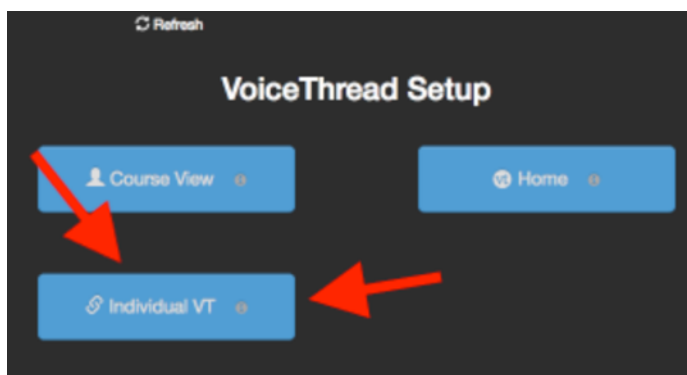 Refresh
VoiceThread Setup
Course View
Home
Individual VT